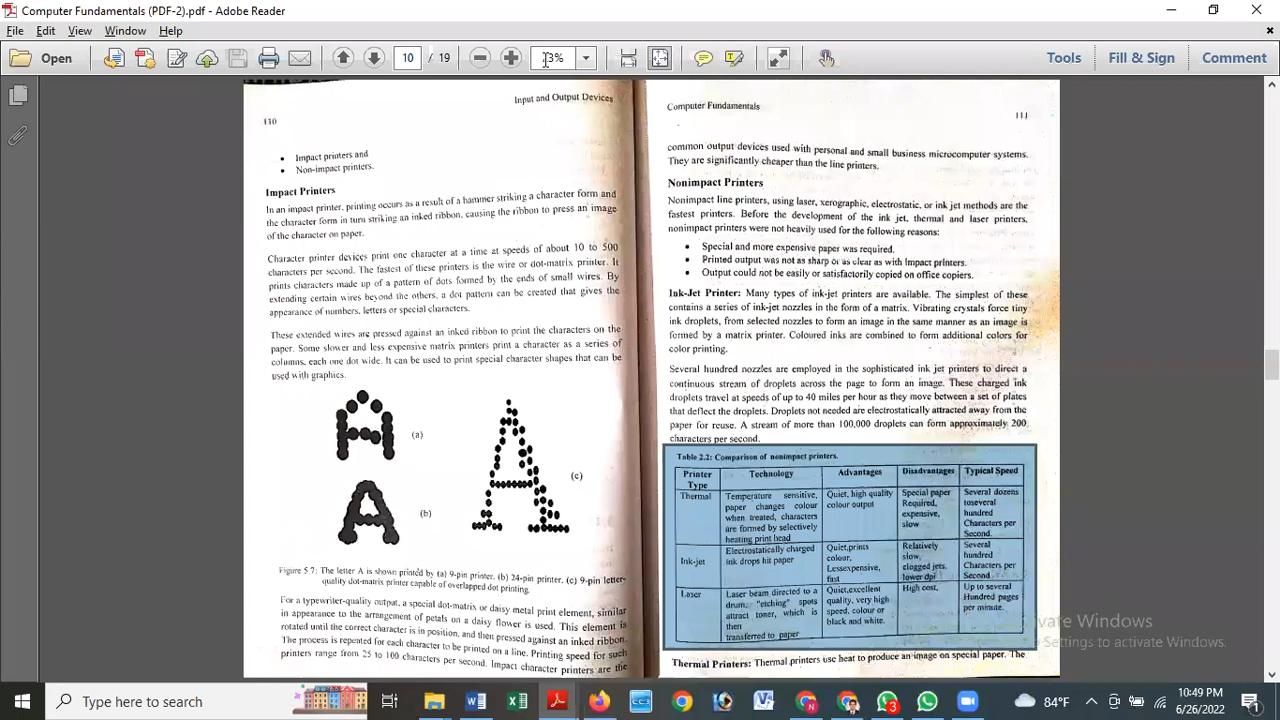 Computer Fundamentals (PDF-2).pdf - Adobe Reader
File Edit View Window Help
Open 10 / 19 73% Tools Fill & Sign Comment
Input and Output Devices
110
• Impact printers and
• Non-impact printers.
Impact Printers
In an impact printer, printing occurs as a result of a hammer striking a character form and
the character form in turn striking an inked ribbon, causing the ribbon to press an image
of the character on paper.
Character printer devices print one character at a time at speeds of about 10 to 500
characters per second. The fastest of these printers is the wire or dot-matrix printer. It
prints characters made up of a pattern of dots formed by the ends of small wires. By
extending certain wires beyond the others, a dot pattern can be created that gives the
appearance of numbers, letters or special characters.
These extended wires are pressed against an inked ribbon to print the characters on the
paper. Some slower and less expensive matrix printers print a character as a series of
columns, each one dot wide. It can be used to print special character shapes that can be
used with graphics.
(a)
(b)
(c)
Figure 5.7: The letter A is shown printed by (a) 9-pin printer. (b) 24-pin printer. (c) 9-pin letter-
quality dot-matrix printer capable of overlapped dot printing.
For a typewriter-quality output, a special dot-matrix or daisy metal print element, similar
in appearance to the arrangement of petals on a daisy flower is used. This element is
rotated until the correct character is in position, and then pressed against an inked ribbon.
The process is repeated for each character to be printed on a line. Printing speed for such
printers range from 25 to 100 characters per second. Impact character printers are the
Computer Fundamentals
111
common output devices used with personal and small business microcomputer systems.
They are significantly cheaper than the line printers.
Nonimpact Printers
Nonimpact line printers, using laser, xerographic, electrostatic, or ink jet methods are the
fastest printers. Before the development of the ink jet, thermal and laser printers,
nonimpact printers were not heavily used for the following reasons:
• Special and more expensive paper was required.
• Printed output was not as sharp or as clear as with Impact printers.
• Output could not be easily or satisfactorily copied on office copiers.
Ink-Jet Printer: Many types of ink-jet printers are available. The simplest of these
contains a series of ink-jet nozzles in the form of a matrix. Vibrating crystals force tiny
ink droplets, from selected nozzles to form an image in the same manner as an image is
formed by a matrix printer. Coloured inks are combined to form additional colors for
color printing.
Several hundred nozzles are employed in the sophisticated ink jet printers to direct a
continuous stream of droplets across the page to form an image. These charged ink
droplets travel at speeds of up to 40 miles per hour as they move between a set of plates
that deflect the droplets. Droplets not needed are electrostatically attracted away from the
paper for reuse. A stream of more than 100,000 droplets can form approximately 200
characters per second.
Table 2.2: Comparison of nonimpact printers.
Printer Type Technology Advantages Disadvantages Typical Speed
Thermal
Temperature sensitive,
paper changes colour
when treated, characters
are formed by selectively
heating print head
Quiet, high quality
colour output
Special paper
Required,
expensive,
slow
Several dozens
toseveral
hundred
Characters per
Second.
Ink-jet
Electrostatically charged
ink drops hit paper
Quiet,prints
colour,
Lessexpensive,
fast
Relatively
slow,
clogged jets,
lower dpi
Several
hundred
Characters per
Second
Laser
Laser beam directed to a
drum, "etching" spots
attract toner, which is
then
transferred to paper
Quiet,excellent
quality, very high
speed, colour or
black and white.
High cost,
Up to several
Hundred pages
per minute.
Thermal Printers: Thermal printers use heat to produce an image on special paper. The
Activate Windows
Settings to activate Windows.
Type here to search
3
84°F
10:49 PM
6/26/2022
1